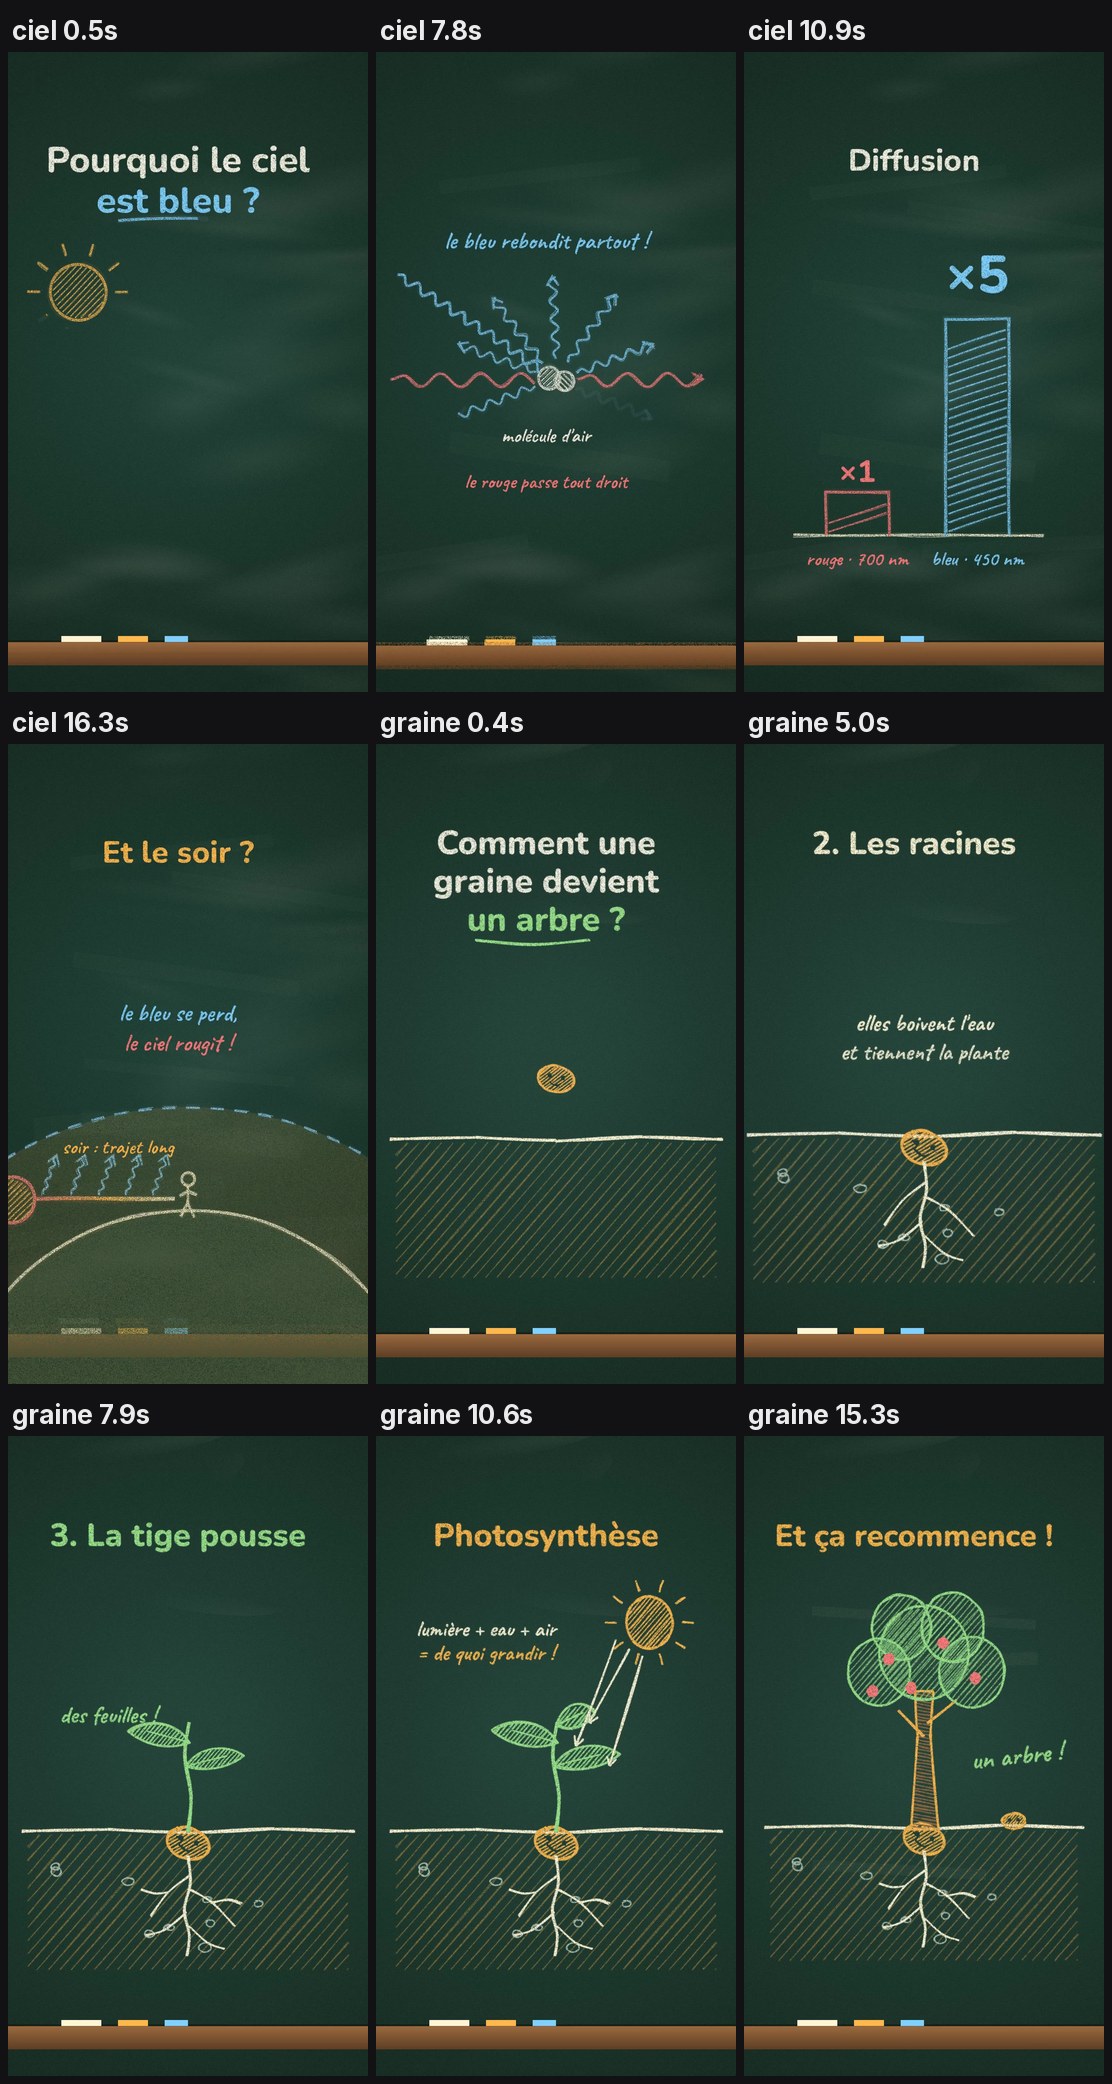 ciel 0.5s
Pourquoi le ciel
est bleu ?
ciel 7.8s
le bleu rebondit partout !
molécule d'air
le rouge passe tout droit
ciel 10.9s
Diffusion
×5
×1
rouge · 700 nm
bleu · 450 nm
ciel 16.3s
Et le soir ?
le bleu se perd,
le ciel rougit !
soir : trajet long
graine 0.4s
Comment une
graine devient
un arbre ?
graine 5.0s
2. Les racines
elles boivent l'eau
et tiennent la plante
graine 7.9s
3. La tige pousse
des feuilles !
graine 10.6s
Photosynthèse
lumière + eau + air
= de quoi grandir !
graine 15.3s
Et ça recommence !
un arbre !